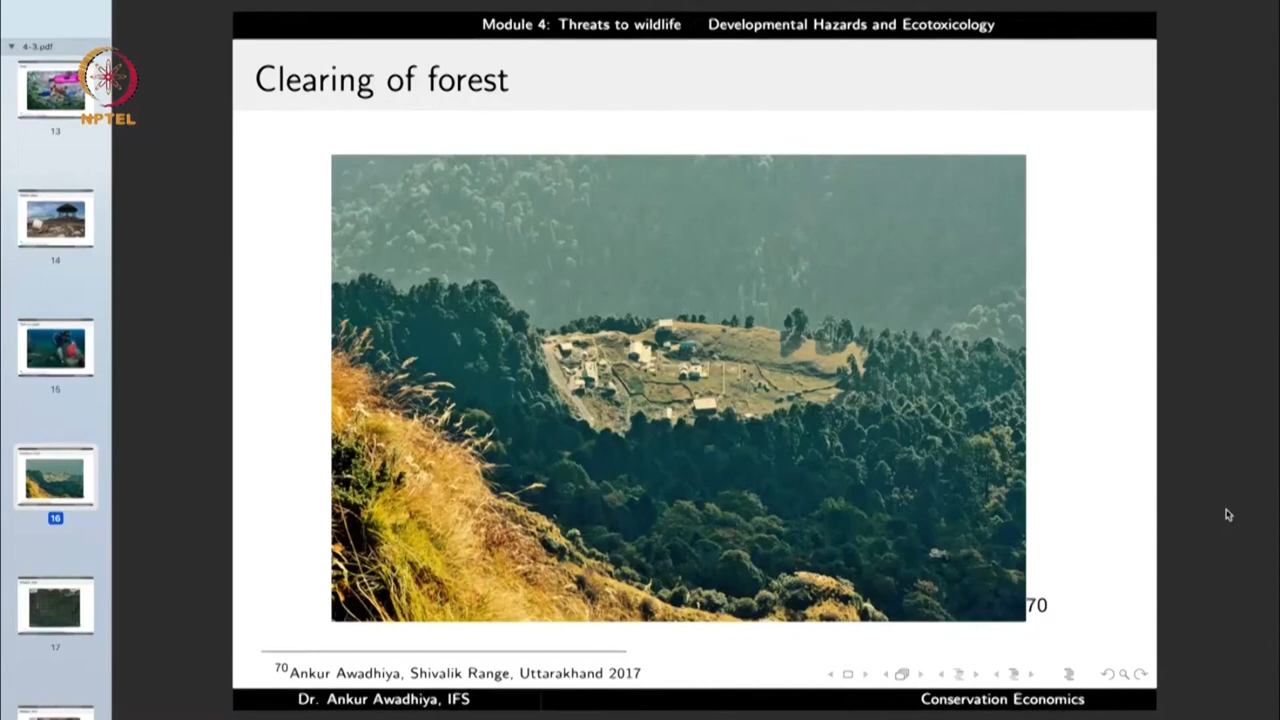 Module 4: Threats to wildlife Developmental Hazards and Ecotoxicology
4-3.pdf
NPTEL
Clearing of forest
13
14
15
16
17
70
70 Ankur Awadhiya, Shivalik Range, Uttarakhand 2017
Dr. Ankur Awadhiya, IFS Conservation Economics